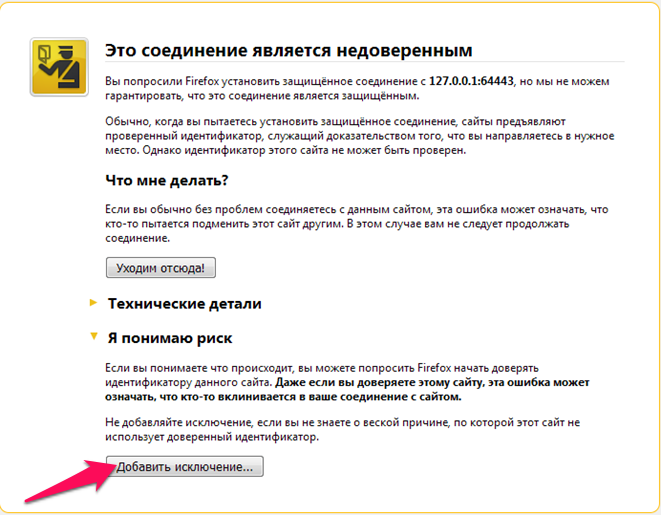 Это соединение является недоверенным
Вы попросили Firefox установить защищённое соединение с 127.0.0.1:64443, но мы не можем
гарантировать, что это соединение является защищённым.
Обычно, когда вы пытаетесь установить защищённое соединение, сайты предъявляют
проверенный идентификатор, служащий доказательством того, что вы направляетесь в нужное
место. Однако идентификатор этого сайта не может быть проверен.
Что мне делать?
Если вы обычно без проблем соединяетесь с данным сайтом, эта ошибка может означать, что
кто-то пытается подменить этот сайт другим. В этом случае вам не следует продолжать
соединение.
Уходим отсюда!
Технические детали
Я понимаю риск
Если вы понимаете что происходит, вы можете попросить Firefox начать доверять
идентификатору данного сайта. Даже если вы доверяете этому сайту, эта ошибка может
означать, что кто-то вклинивается в ваше соединение с сайтом.
Не добавляйте исключение, если вы не знаете о веской причине, по которой этот сайт не
использует доверенный идентификатор.
Добавить исключение...